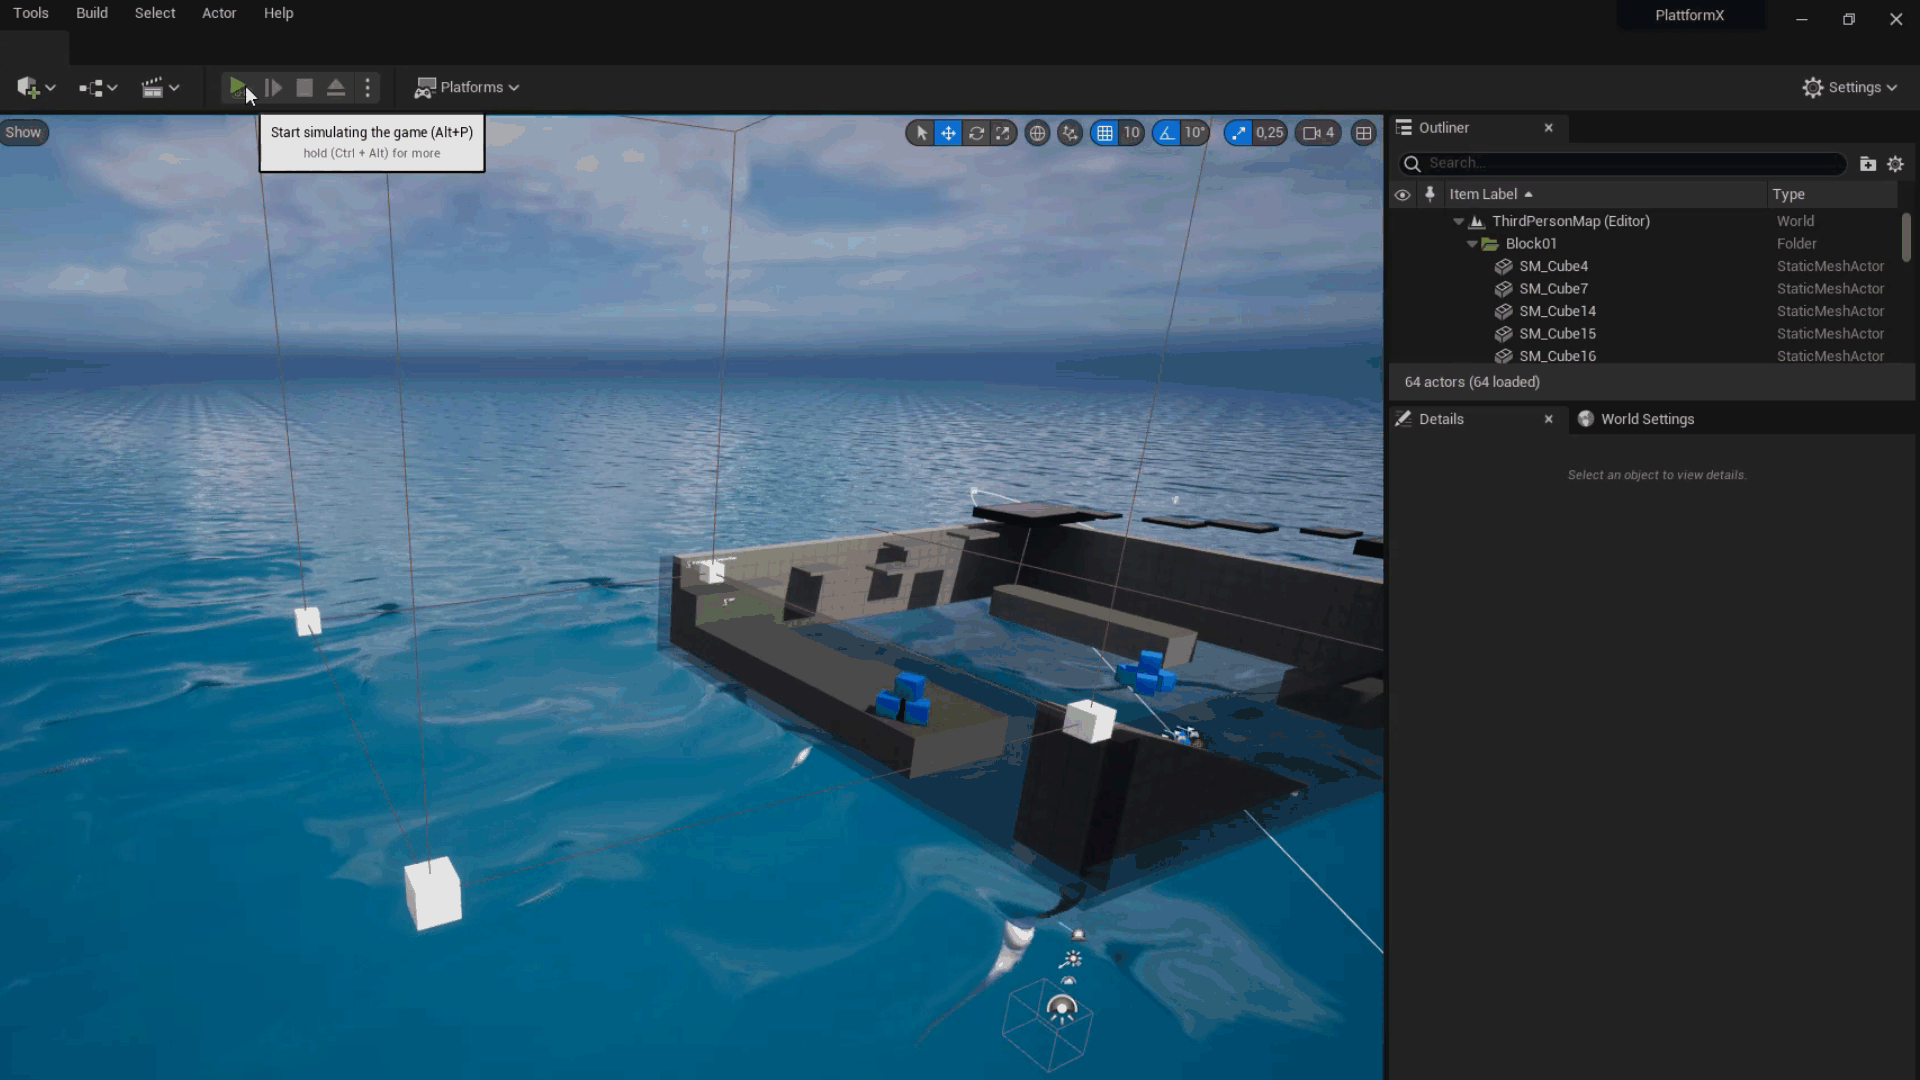 Tools Build Select Actor Help
PlattformX
Platforms
Settings
Start simulating the game (Alt+P)
hold (Ctrl + Alt) for more
Show
10 10° 0,25 4
Outliner
Search...
Item Label Type
ThirdPersonMap (Editor) World
Block01 Folder
SM_Cube4 StaticMeshActor
SM_Cube7 StaticMeshActor
SM_Cube14 StaticMeshActor
SM_Cube15 StaticMeshActor
SM_Cube16 StaticMeshActor
64 actors (64 loaded)
Details World Settings
Select an object to view details.